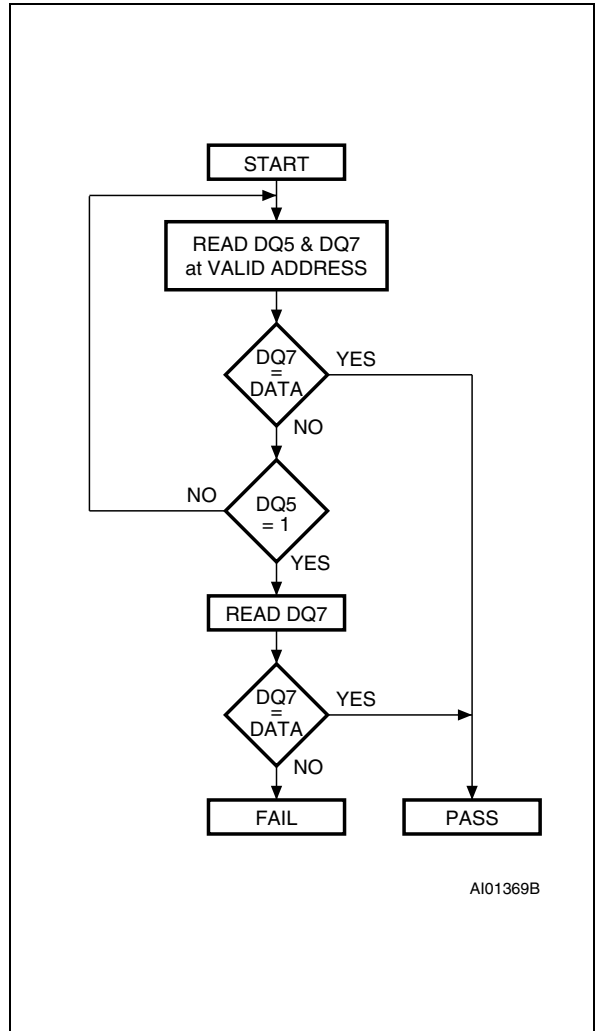 START
READ DQ5 & DQ7
at VALID ADDRESS
DQ7
=
DATA
YES
NO
DQ5
= 1
NO
YES
READ DQ7
DQ7
=
DATA
YES
NO
FAIL
PASS
AI01369B